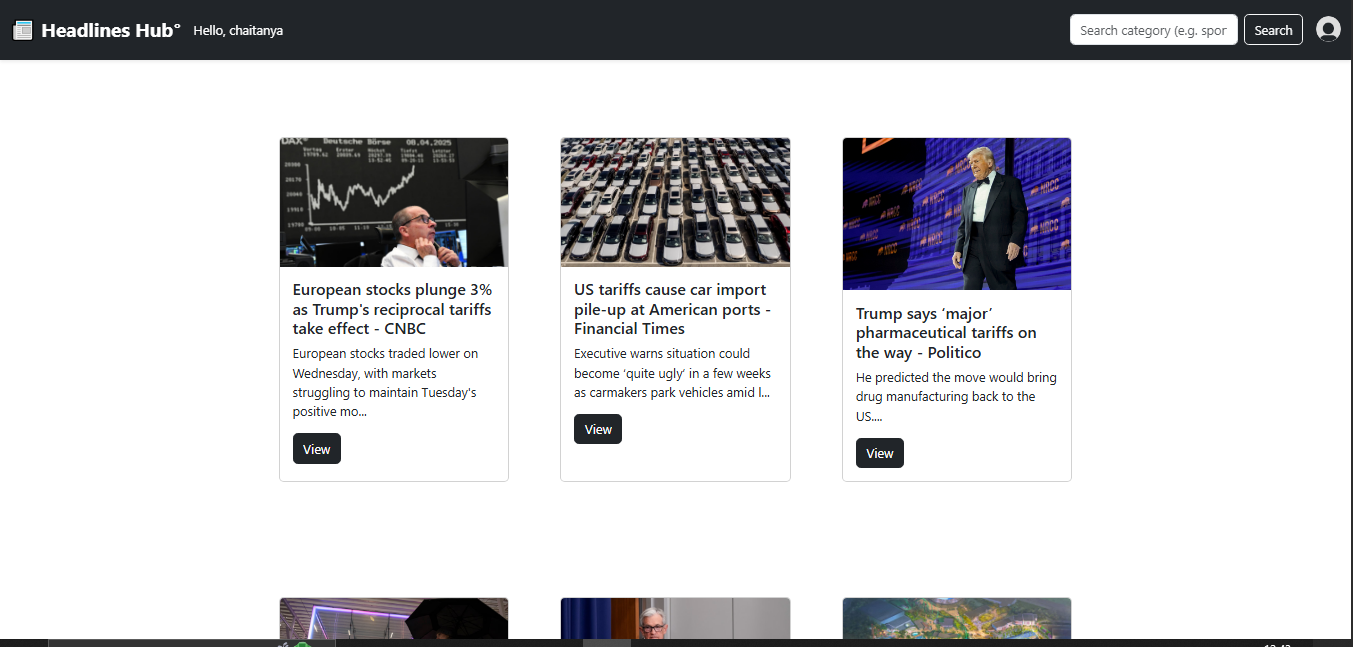 Headlines Hub°
Hello, chaitanya
Search category (e.g. spor
Search
DAX® Deutsche Börse 08.04.2025
NRCC
NRCC
NRCC
European stocks plunge 3%
as Trump's reciprocal tariffs
take effect - CNBC
European stocks traded lower on
Wednesday, with markets
struggling to maintain Tuesday's
positive mo...
View
US tariffs cause car import
pile-up at American ports -
Financial Times
Executive warns situation could
become ‘quite ugly’ in a few weeks
as carmakers park vehicles amid l...
View
Trump says ‘major’
pharmaceutical tariffs on
the way - Politico
He predicted the move would bring
drug manufacturing back to the
US....
View